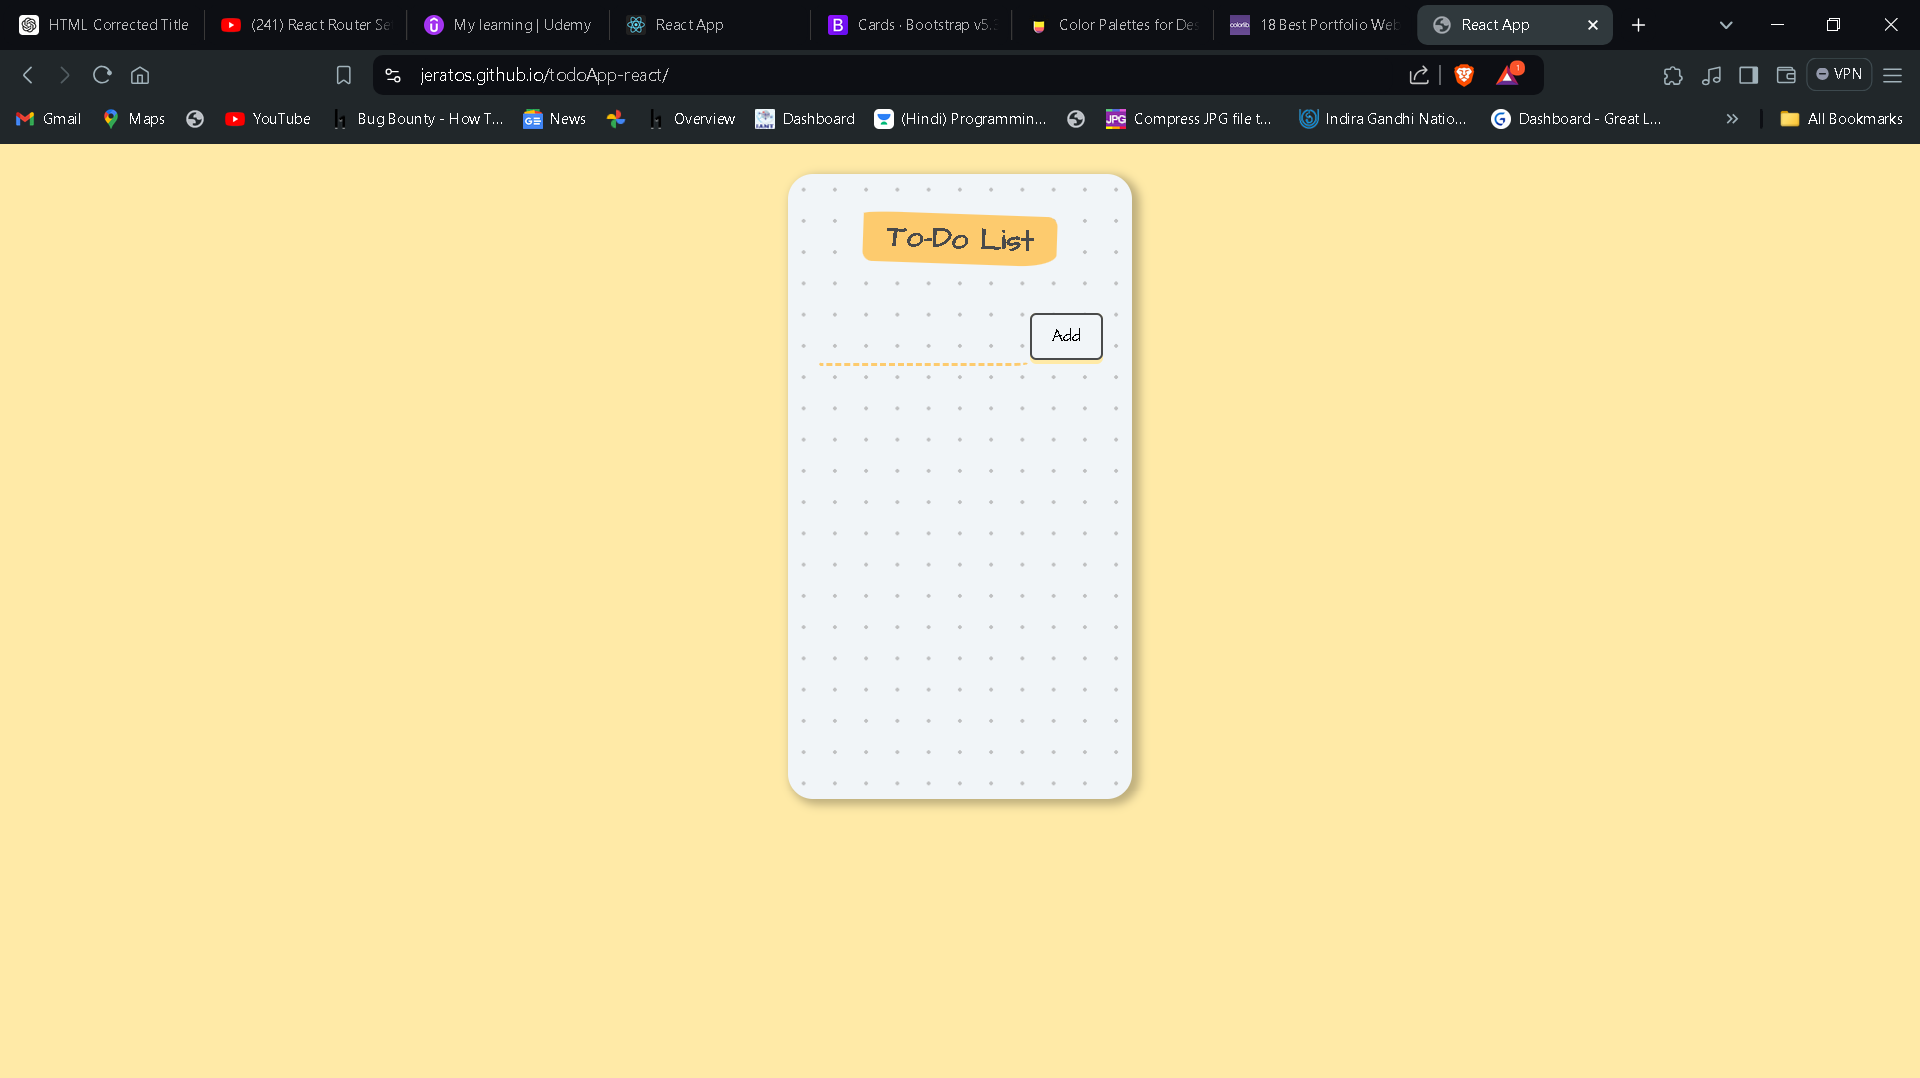 HTML Corrected Title
(241) React Router Se
My learning | Udemy
React App
Cards · Bootstrap v5.
Color Palettes for Des
18 Best Portfolio Web
React App
jeratos.github.io/todoApp-react/
1
VPN
Gmail
Maps
YouTube
Bug Bounty - How T...
News
Overview
Dashboard
(Hindi) Programmin...
JPG
Compress JPG file t...
Indira Gandhi Natio...
Dashboard - Great L...
All Bookmarks
To-Do List
Add